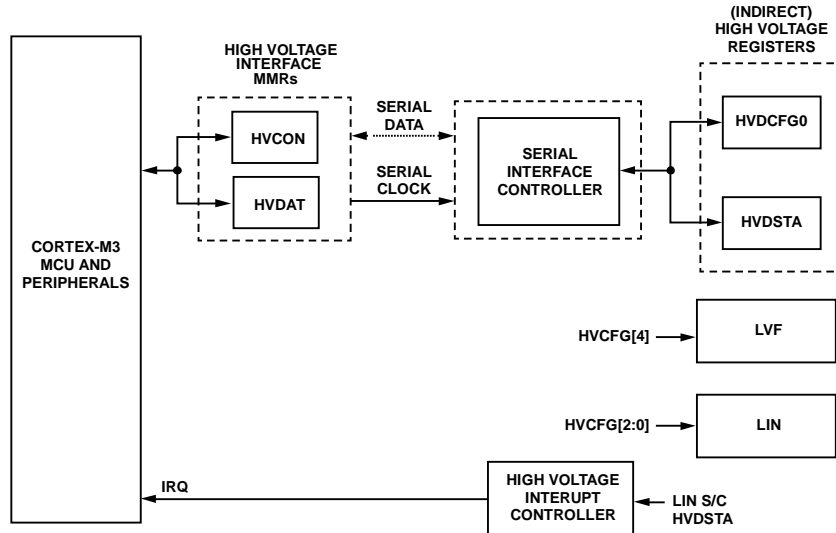 (INDIRECT)
HIGH VOLTAGE
REGISTERS
HIGH VOLTAGE
INTERFACE
MMRs
HVCON
HVDAT
SERIAL
DATA
SERIAL
CLOCK
SERIAL
INTERFACE
CONTROLLER
HVDCFG0
HVDSTA
CORTEX-M3
MCU AND
PERIPHERALS
HVCFG[4]
LVF
HVCFG[2:0]
LIN
IRQ
HIGH VOLTAGE
INTERUPT
CONTROLLER
LIN S/C
HVDSTA